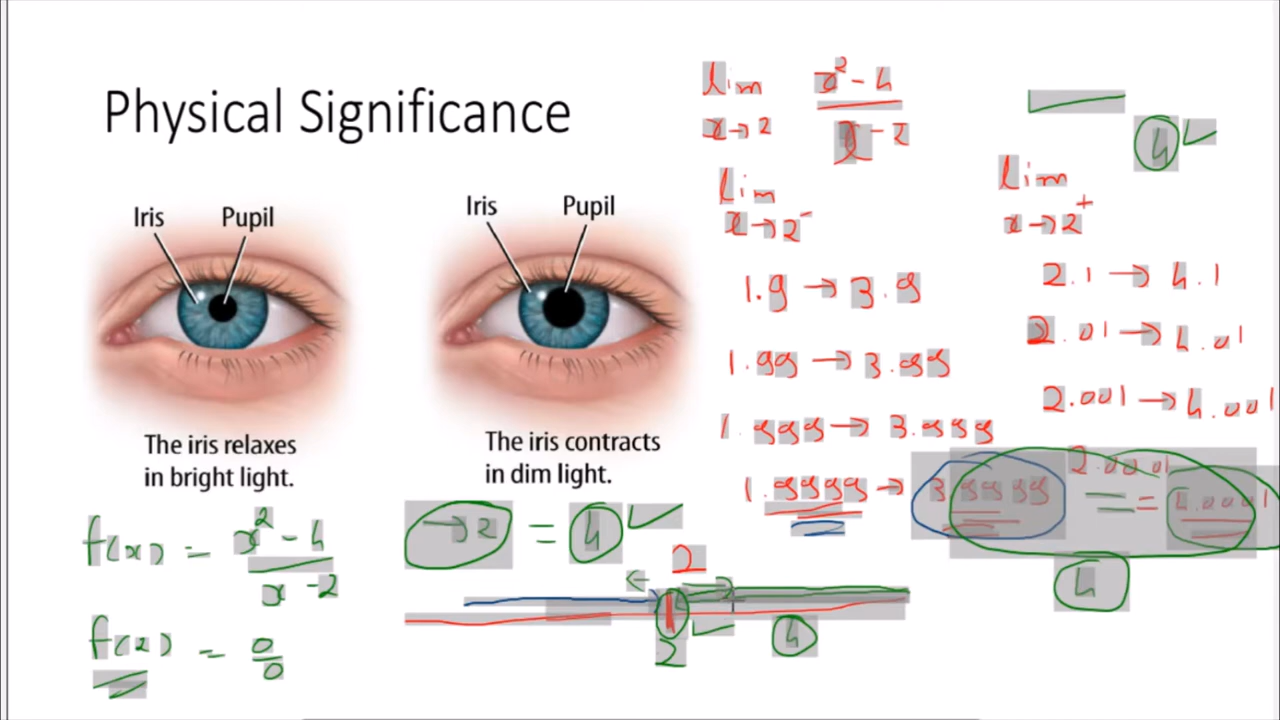 Physical Significance
Iris Pupil
The iris relaxes
in bright light.
Iris Pupil
The iris contracts
in dim light.
f(x) = x² - 4 / x - 2
f(2) = 0/0
→2 = 4
2
2
4
lim x→2 x² - 4 / x - 2
lim x→2⁻
1.9 → 3.9
1.99 → 3.99
1.999 → 3.999
1.9999 → 3.9999
4
lim x→2⁺
2.1 → 4.1
2.01 → 4.01
2.001 → 4.001
2.0001 = 4.0001
4